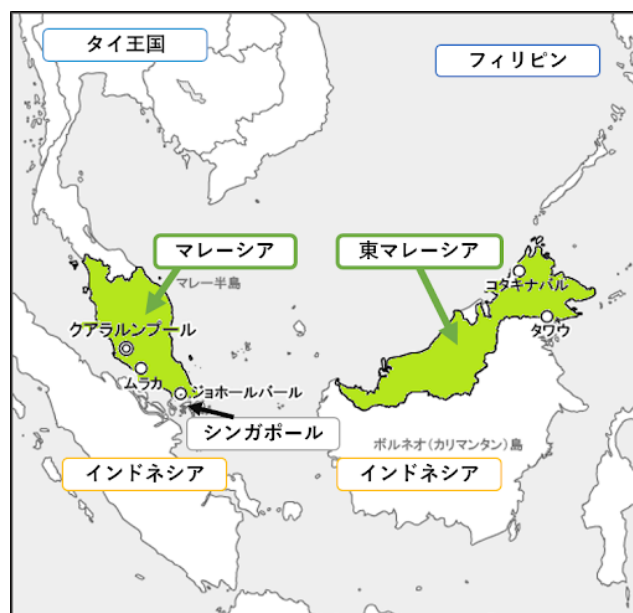 タイ王国
フィリピン
マレーシア
東マレーシア
マレー半島
コタキナバル
クアラルンプール
タワウ
ムラカ
ジョホールバール
シンガポール
ボルネオ(カリマンタン)島
インドネシア
インドネシア